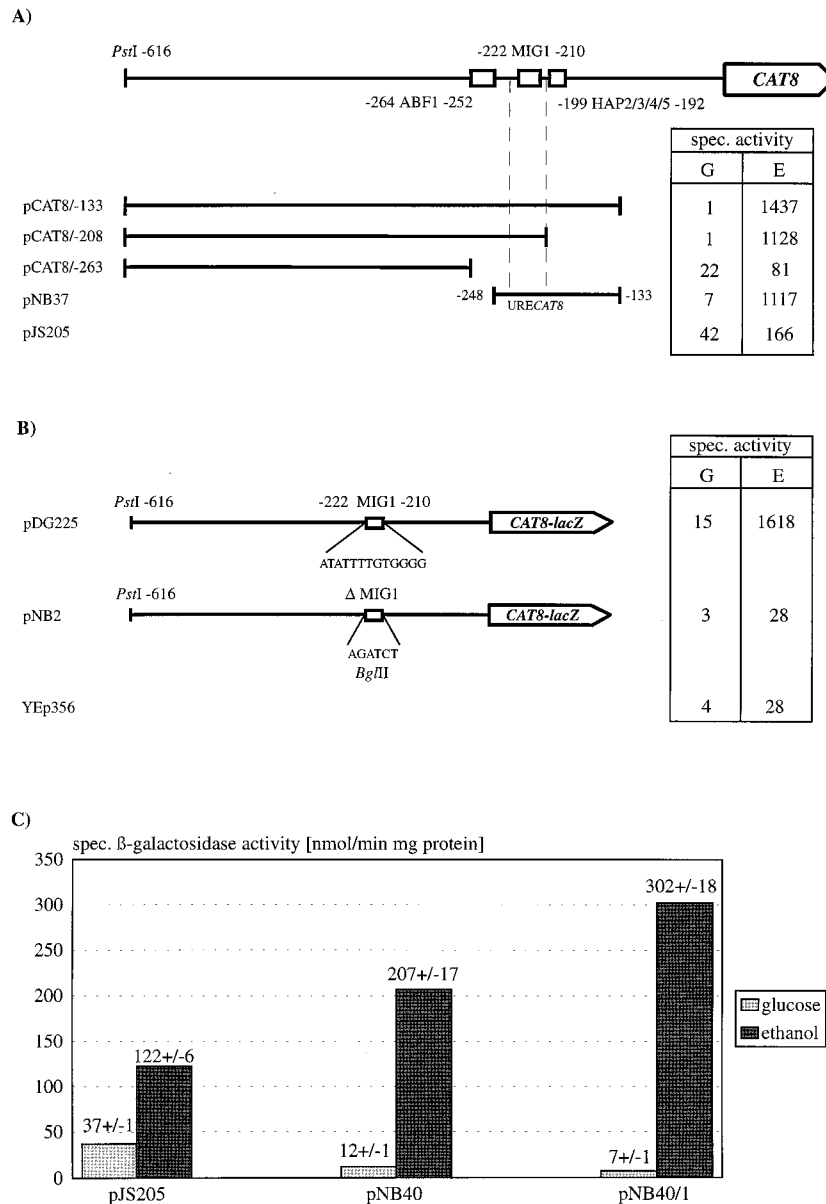 A)
PstI -616
-222 MIG1 -210
CAT8
-264 ABF1 -252
-199 HAP2/3/4/5 -192
spec. activity
G E
pCAT8/-133 1 1437
pCAT8/-208 1 1128
pCAT8/-263 22 81
pNB37 -248 URECAT8 -133 7 1117
pJS205 42 166
B)
spec. activity
G E
PstI -616 -222 MIG1 -210
pDG225 CAT8-lacZ 15 1618
ATATTTTGTGGGG
PstI -616 Δ MIG1
pNB2 CAT8-lacZ 3 28
AGATCT
BglII
YEp356 4 28
C)
spec. ß-galactosidase activity [nmol/min mg protein]
350
300
250
200
150
100
50
0
37+/-1
122+/-6
12+/-1
207+/-17
7+/-1
302+/-18
glucose
ethanol
pJS205 pNB40 pNB40/1